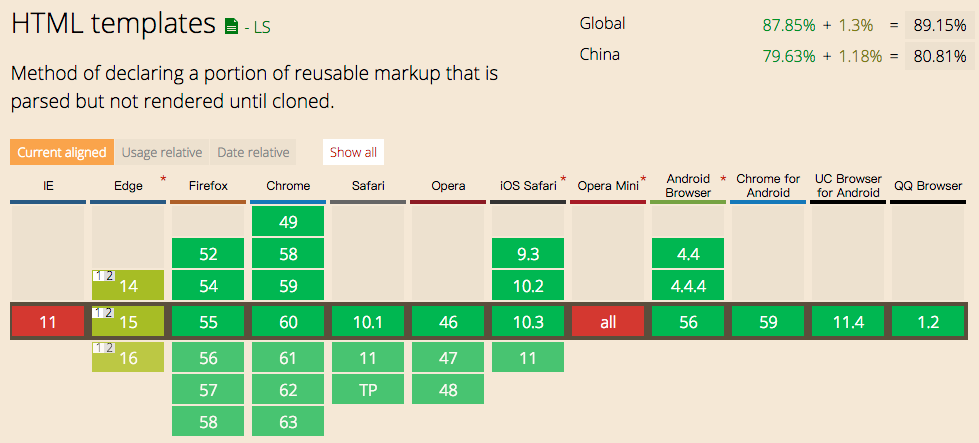 HTML templates - LS
Global 87.85% + 1.3% = 89.15%
China 79.63% + 1.18% = 80.81%
Method of declaring a portion of reusable markup that is
parsed but not rendered until cloned.
Current aligned Usage relative Date relative Show all
IE Edge * Firefox Chrome Safari Opera iOS Safari * Opera Mini * Android Browser * Chrome for Android UC Browser for Android QQ Browser
49
52 58 9.3 4.4
1 2 14 54 59 10.2 4.4.4
11 1 2 15 55 60 10.1 46 10.3 all 56 59 11.4 1.2
1 2 16 56 61 11 47 11
57 62 TP 48
58 63